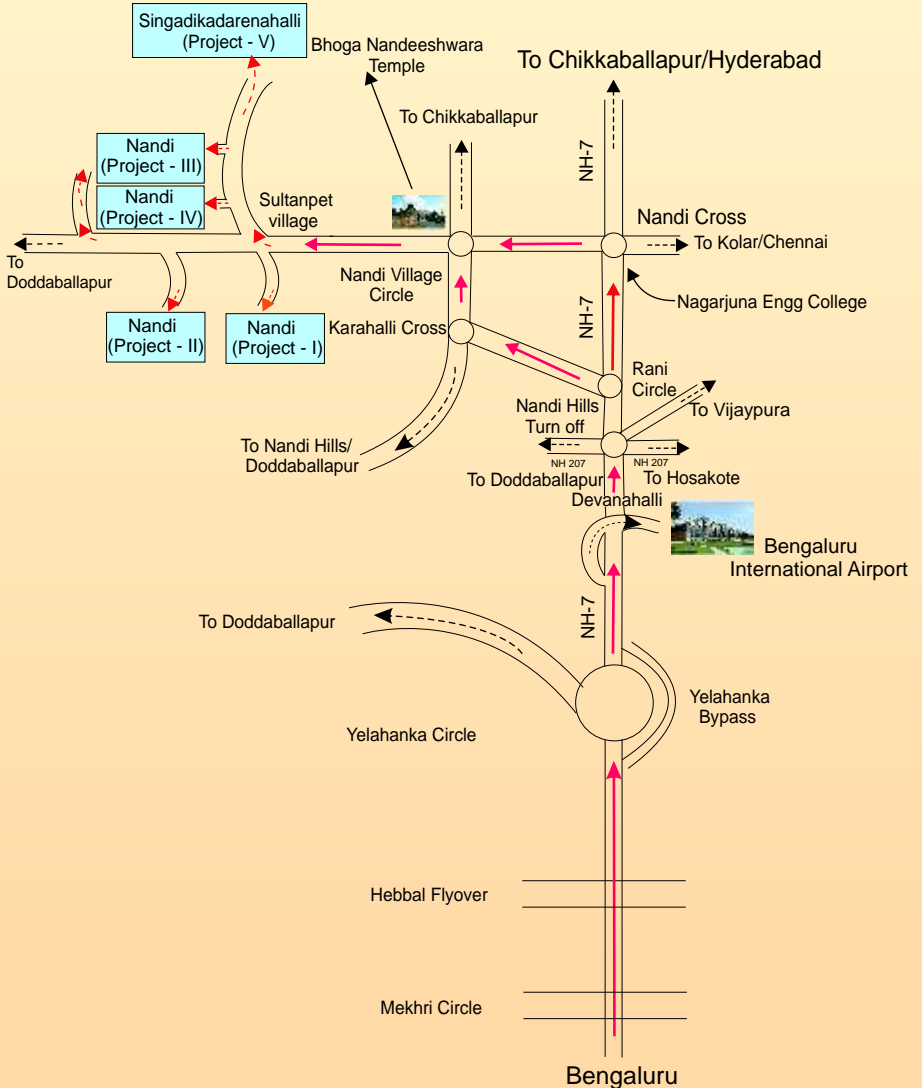 Singadikadarenahalli
(Project - V)
Bhoga Nandeeshwara
Temple
To Chikkaballapur/Hyderabad
To Chikkaballapur
NH-7
Nandi
(Project - III)
Nandi
(Project - IV)
Sultanpet
village
Nandi Cross
To Kolar/Chennai
To
Doddaballapur
Nandi Village
Circle
NH-7
Nagarjuna Engg College
Nandi
(Project - II)
Nandi
(Project - I)
Karahalli Cross
Rani
Circle
Nandi Hills
Turn off
To Vijaypura
To Nandi Hills/
Doddaballapur
NH 207
NH 207
To Doddaballapur
To Hosakote
Devanahalli
Bengaluru
International Airport
NH-7
To Doddaballapur
Yelahanka
Bypass
Yelahanka Circle
Hebbal Flyover
Mekhri Circle
Bengaluru